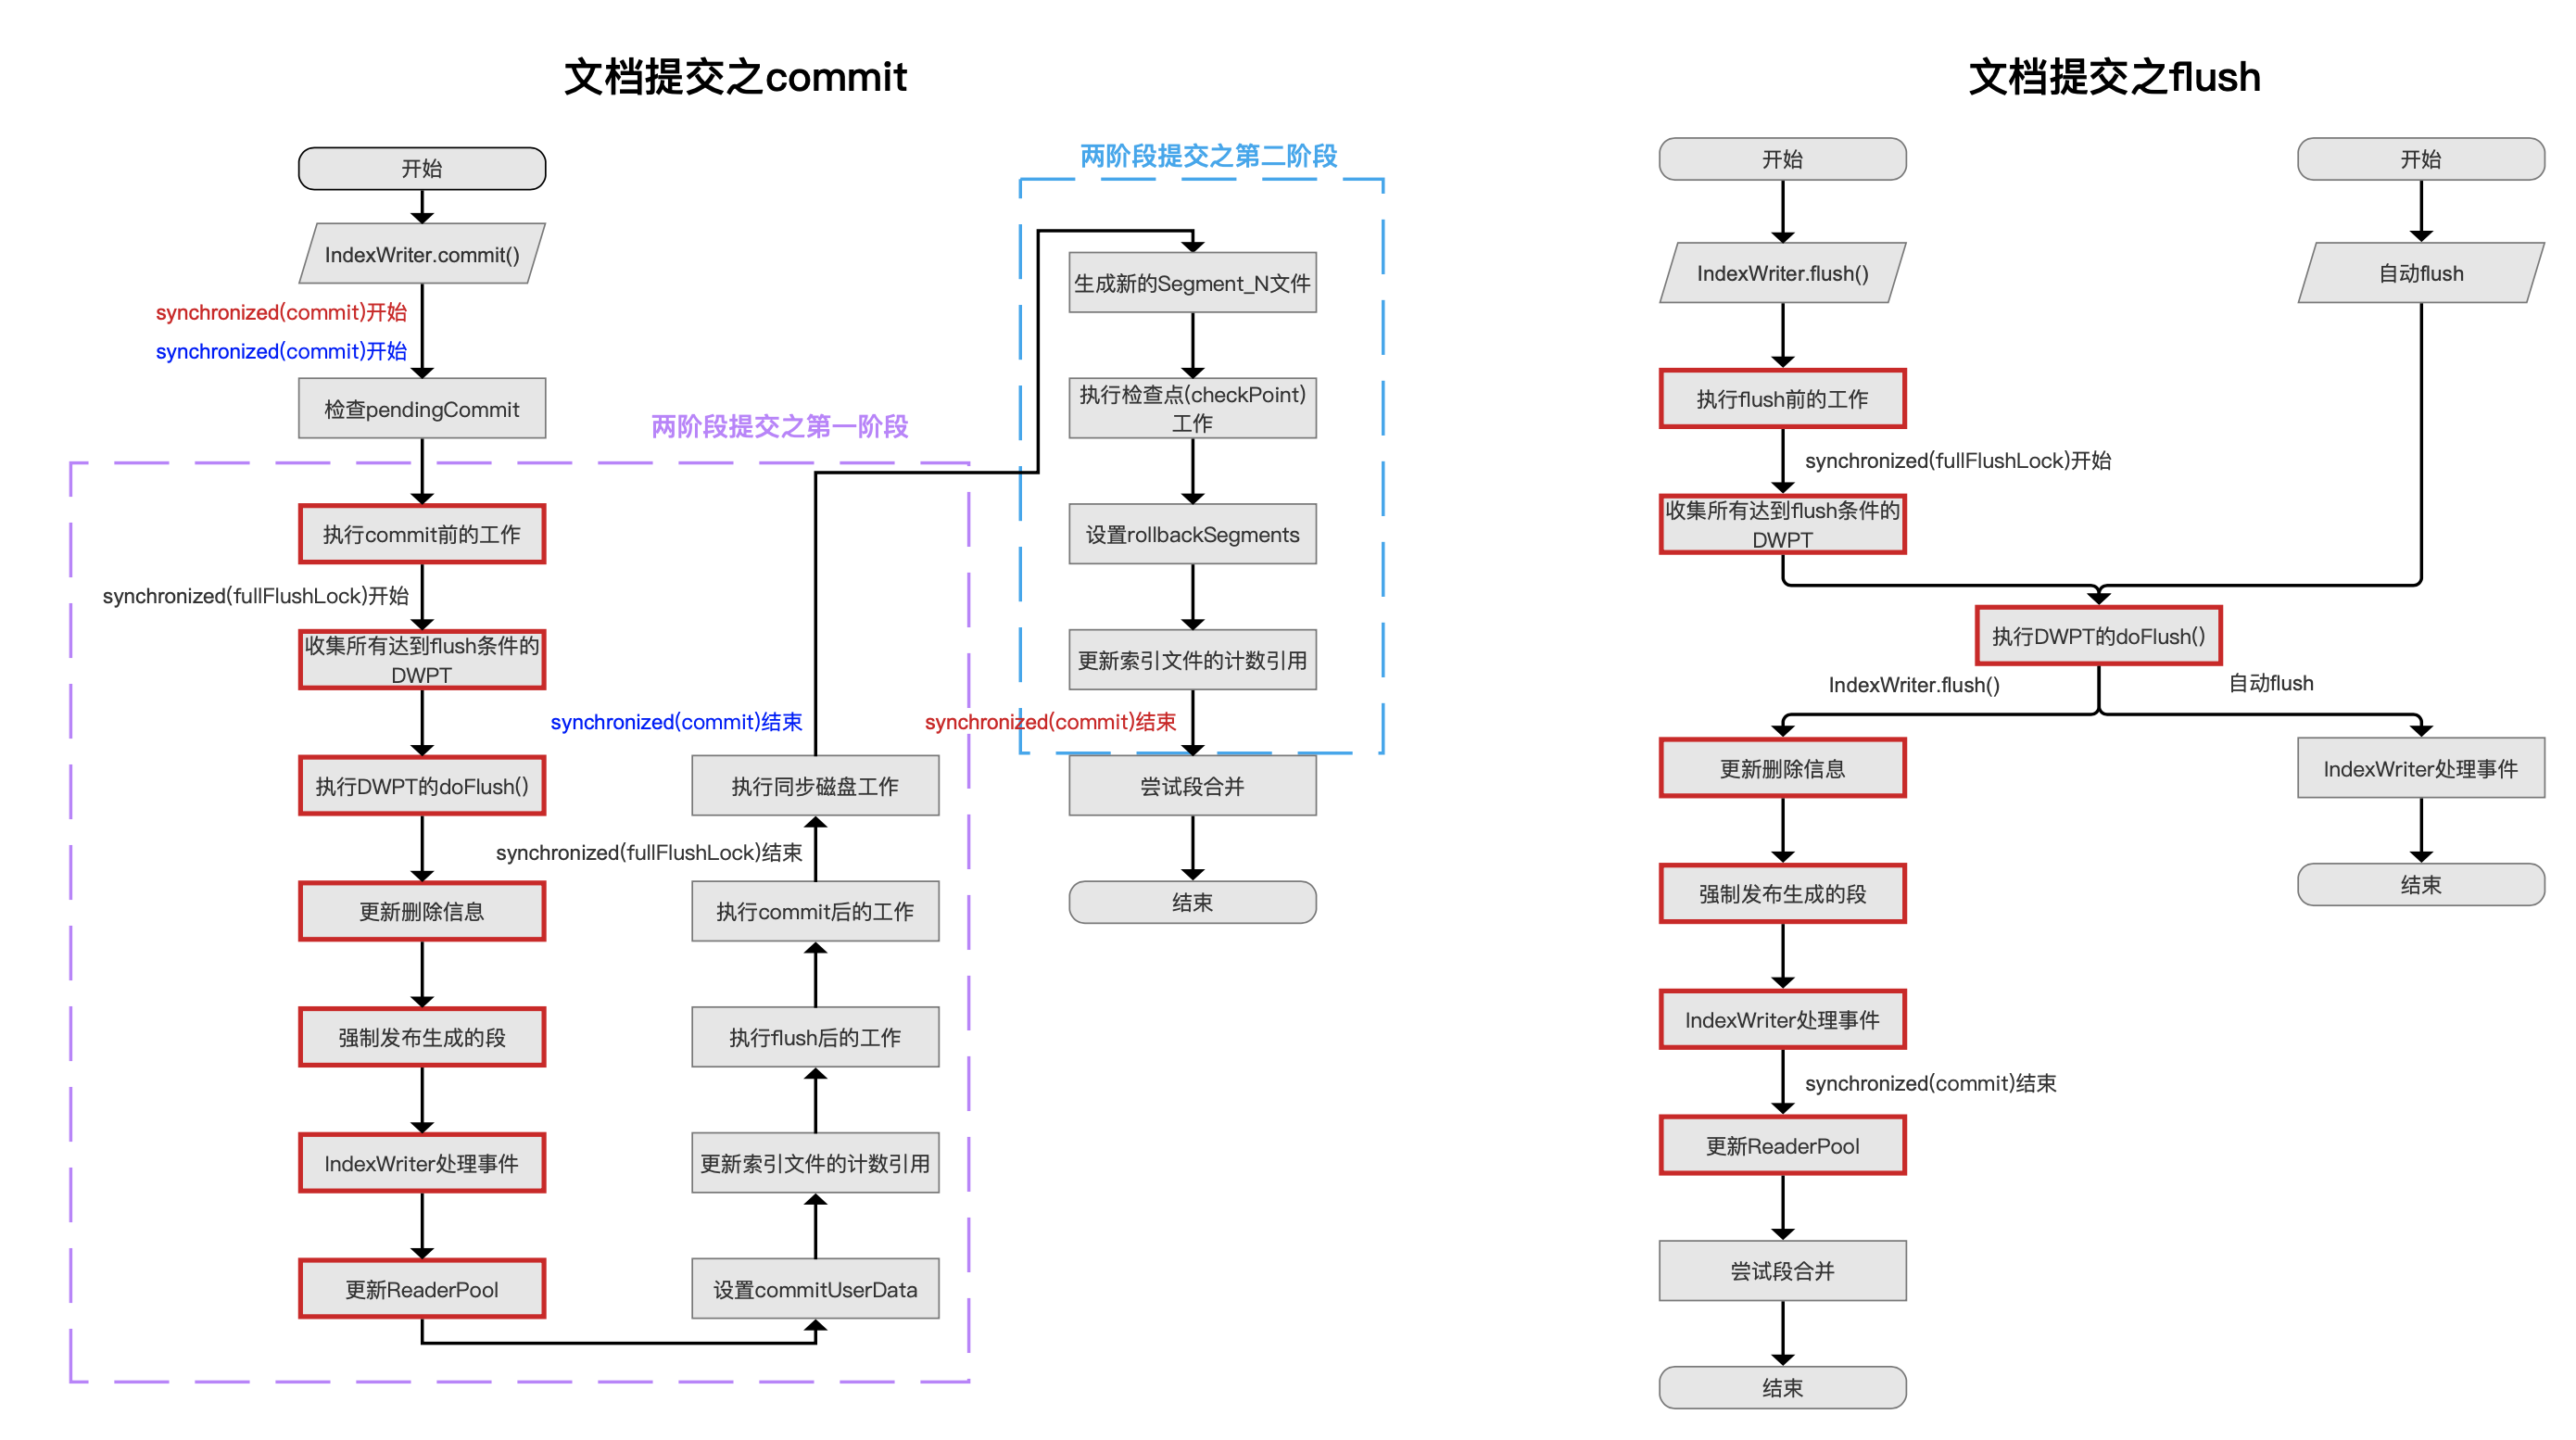 文档提交之commit
开始
IndexWriter.commit()
synchronized(commit)开始
synchronized(commit)开始
检查pendingCommit
两阶段提交之第一阶段
执行commit前的工作
synchronized(fullFlushLock)开始
收集所有达到flush条件的
DWPT
执行DWPT的doFlush()
更新删除信息
强制发布生成的段
IndexWriter处理事件
更新ReaderPool
设置commitUserData
更新索引文件的计数引用
执行flush后的工作
执行commit后的工作
synchronized(fullFlushLock)结束
执行同步磁盘工作
synchronized(commit)结束
两阶段提交之第二阶段
生成新的Segment_N文件
执行检查点(checkPoint)
工作
设置rollbackSegments
更新索引文件的计数引用
synchronized(commit)结束
尝试段合并
结束
文档提交之flush
开始
IndexWriter.flush()
执行flush前的工作
synchronized(fullFlushLock)开始
收集所有达到flush条件的
DWPT
开始
自动flush
执行DWPT的doFlush()
IndexWriter.flush()
自动flush
更新删除信息
强制发布生成的段
IndexWriter处理事件
synchronized(commit)结束
更新ReaderPool
尝试段合并
结束
IndexWriter处理事件
结束